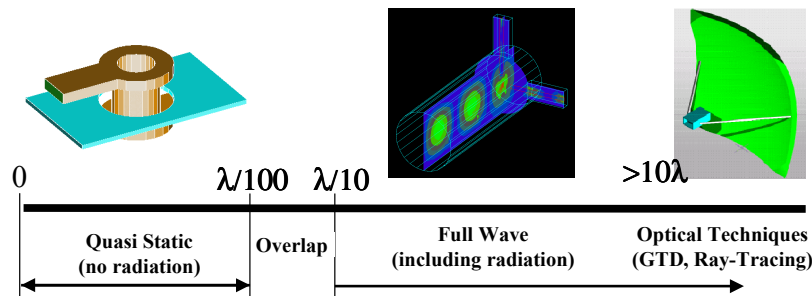 0
λ/100
λ/10
>10λ
Quasi Static
(no radiation)
Overlap
Full Wave
(including radiation)
Optical Techniques
(GTD, Ray-Tracing)